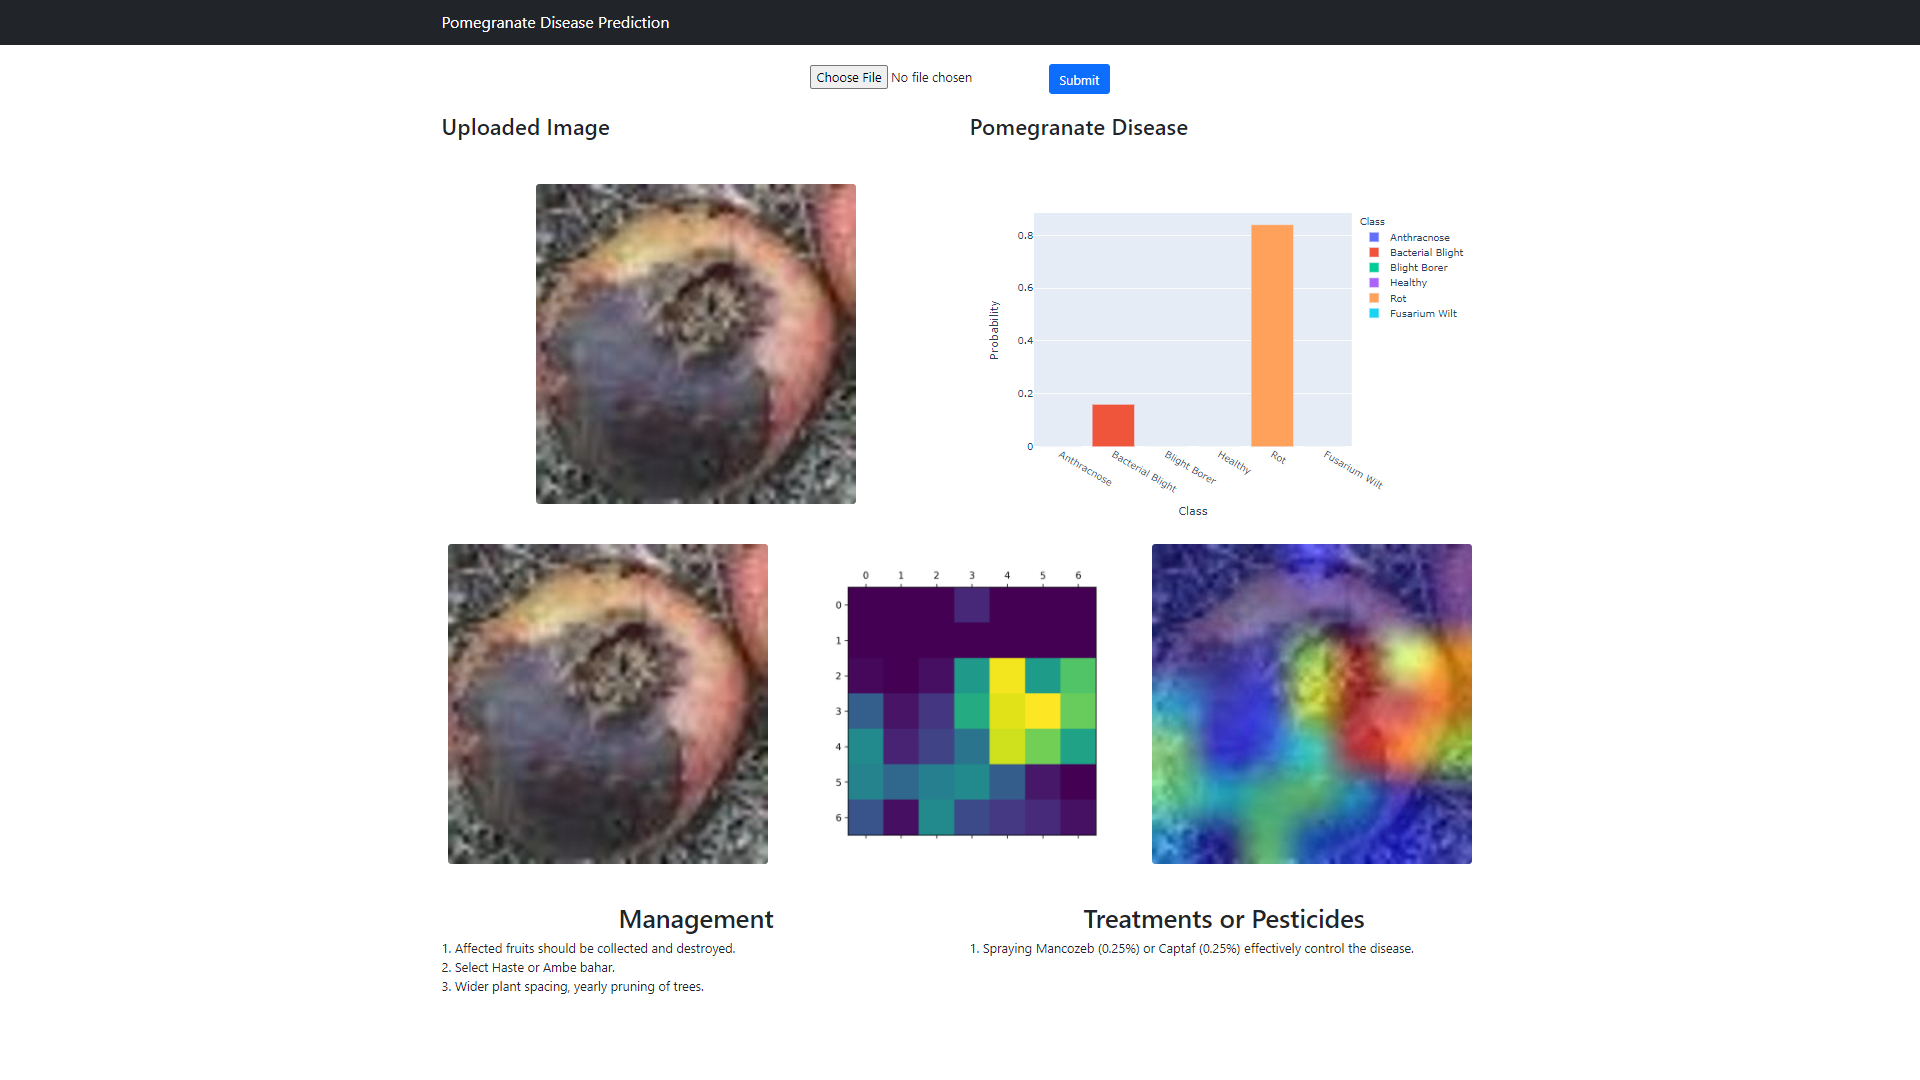 Pomegranate Disease Prediction
Choose File No file chosen Submit
Uploaded Image
Pomegranate Disease
Class
Anthracnose
Bacterial Blight
Blight Borer
Healthy
Rot
Fusarium Wilt
Probability
0.8
0.6
0.4
0.2
0
Anthracnose
Bacterial Blight
Blight Borer
Healthy
Rot
Fusarium Wilt
Class
0 1 2 3 4 5 6
0
1
2
3
4
5
6
Management
1. Affected fruits should be collected and destroyed.
2. Select Haste or Ambe bahar.
3. Wider plant spacing, yearly pruning of trees.
Treatments or Pesticides
1. Spraying Mancozeb (0.25%) or Captaf (0.25%) effectively control the disease.